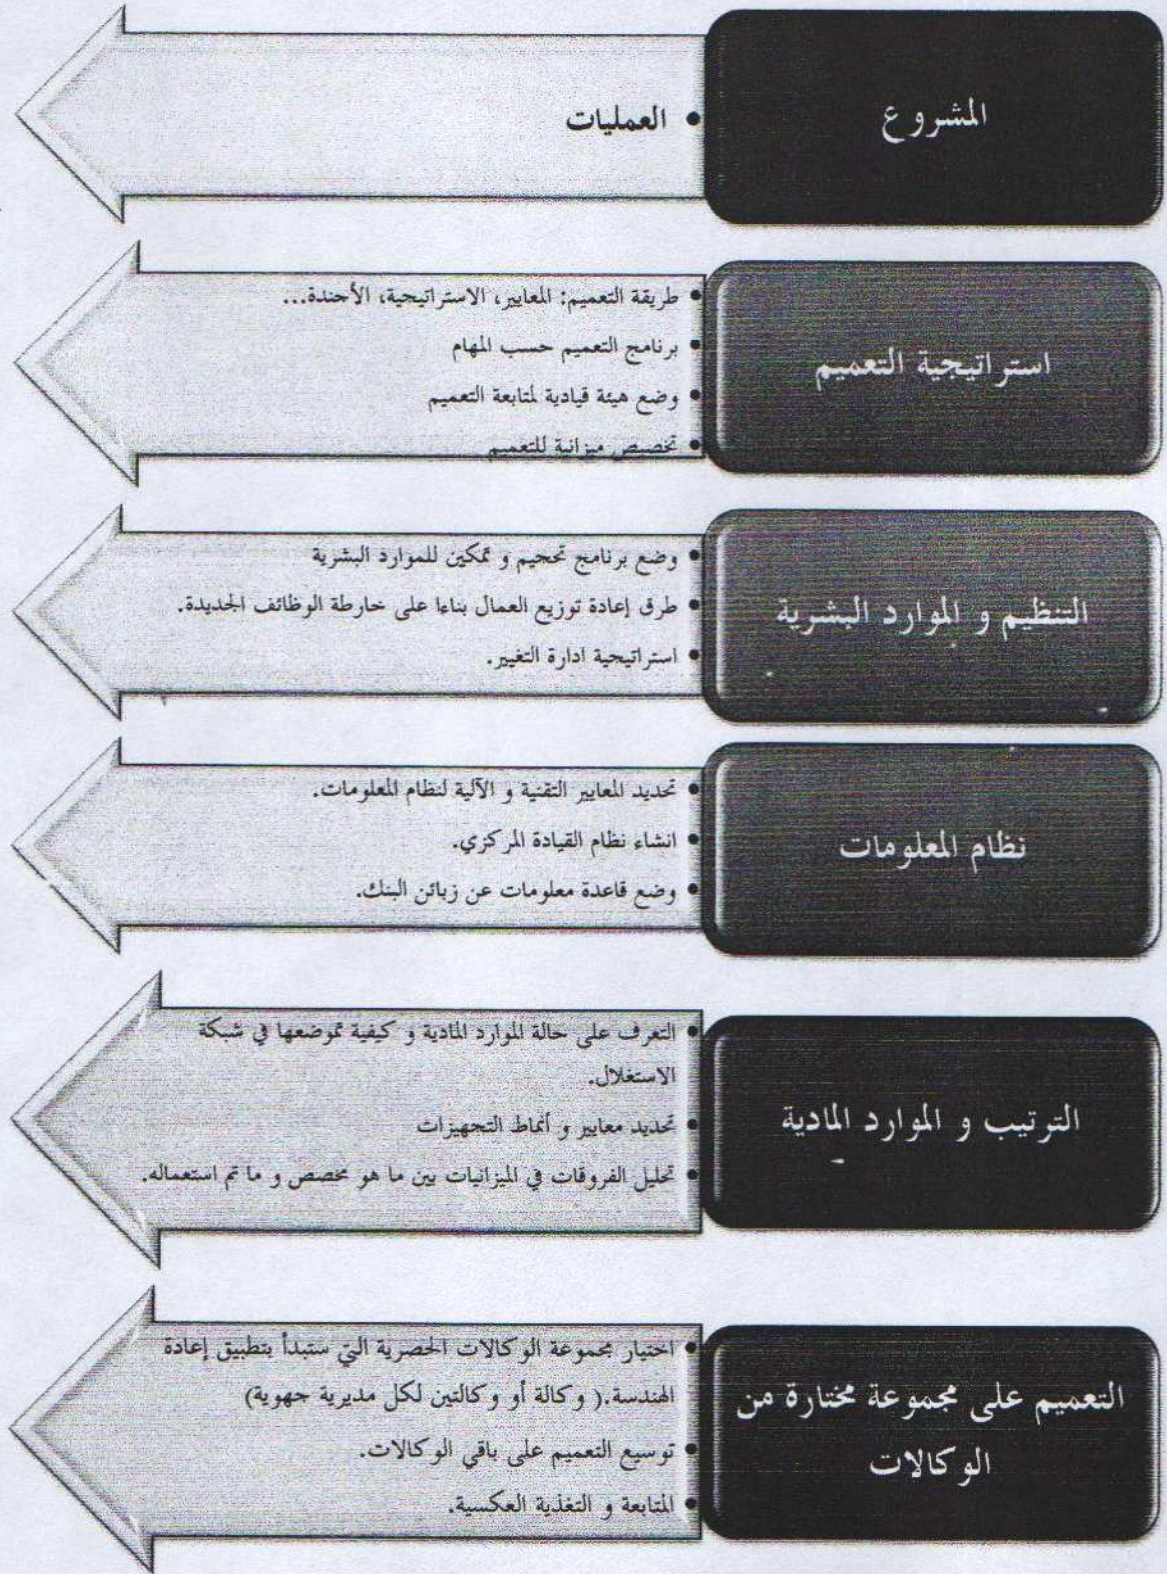 المشروع
• العمليات
استراتيجية التعميم
• طريقة التعميم: المعايير، الاستراتيجية، الأجندة...
• برنامج التعميم حسب المهام
• وضع هيئة قيادية لمتابعة التعميم
• تخصيص ميزانية للتعميم
التنظيم و الموارد البشرية
• وضع برنامج تحجيم و تمكين للموارد البشرية
• طرق إعادة توزيع العمال بناءا على خارطة الوظائف الجديدة.
• استراتيجية ادارة التغيير.
نظام المعلومات
• تحديد المعايير التقنية و الآلية لنظام المعلومات.
• انشاء نظام القيادة المركزي.
• وضع قاعدة معلومات عن زبائن البنك.
الترتيب و الموارد المادية
• التعرف على حالة الموارد المادية و كيفية تموضعها في شبكة
الاستغلال.
• تحديد معايير و أنماط التجهيزات
• تحليل الفروقات في الميزانيات بين ما هو مخصص و ما تم استعماله.
التعميم على مجموعة مختارة من
الوكالات
• اختيار مجموعة الوكالات الحصرية التي ستبدأ بتطبيق إعادة
الهندسة.( وكالة أو وكالتين لكل مديرية جهوية)
• توسيع التعميم على باقي الوكالات.
• المتابعة و التغذية العكسية.